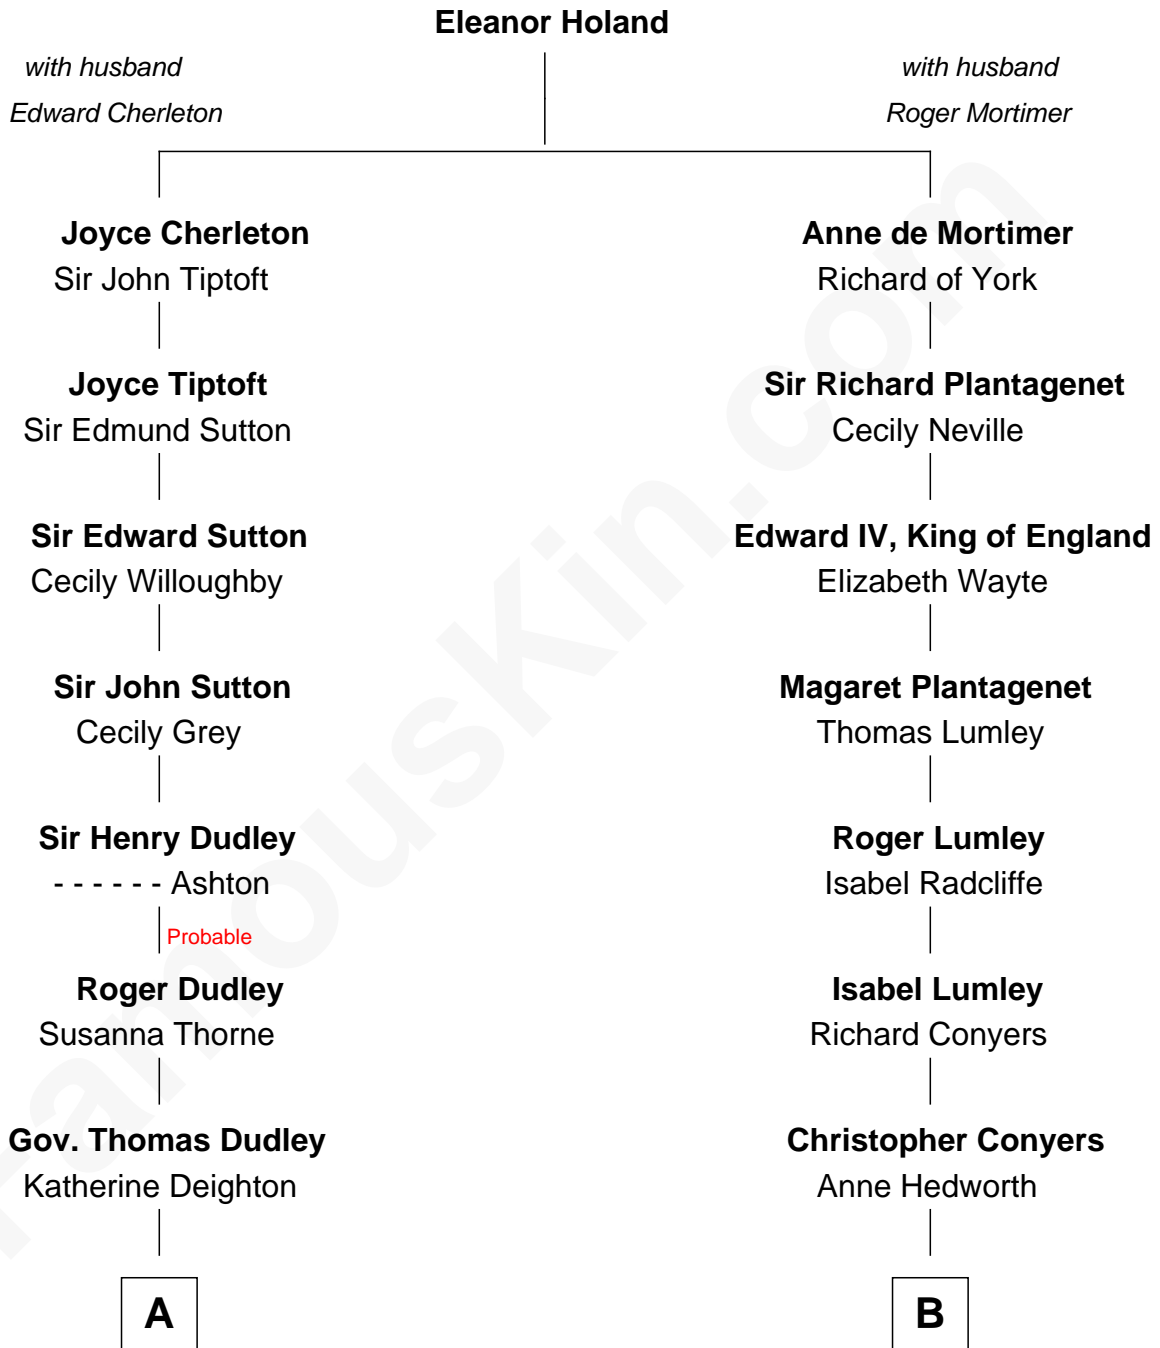 Eleanor Holand
with husband
Edward Cherleton
with husband
Roger Mortimer
Joyce Cherleton
Sir John Tiptoft
Anne de Mortimer
Richard of York
Joyce Tiptoft
Sir Edmund Sutton
Sir Richard Plantagenet
Cecily Neville
Sir Edward Sutton
Cecily Willoughby
Edward IV, King of England
Elizabeth Wayte
Sir John Sutton
Cecily Grey
Magaret Plantagenet
Thomas Lumley
Sir Henry Dudley
- - - - - - Ashton
Probable
Roger Lumley
Isabel Radcliffe
Roger Dudley
Susanna Thorne
Isabel Lumley
Richard Conyers
Gov. Thomas Dudley
Katherine Deighton
Christopher Conyers
Anne Hedworth
A
B
FamousKin.com